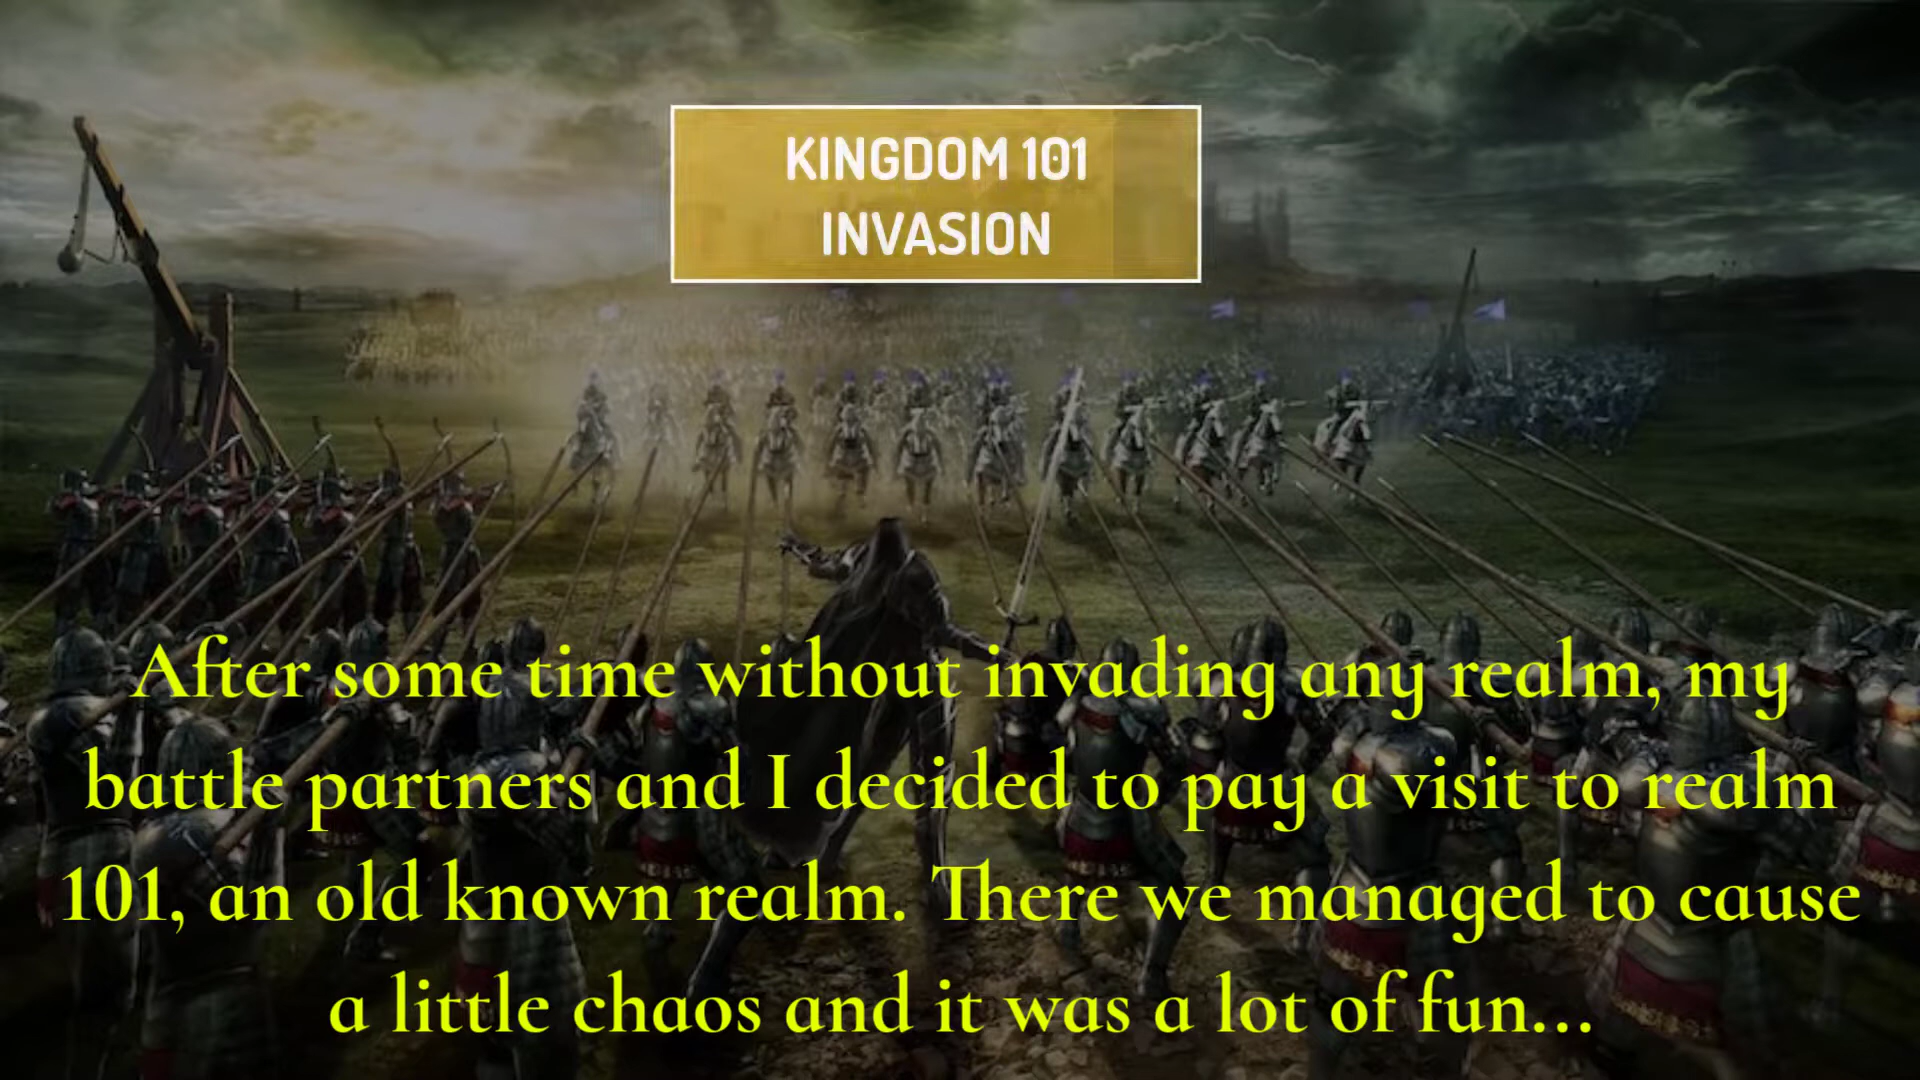 KINGDOM 101
INVASION
After some time without invading any realm, my
battle partners and I decided to pay a visit to realm
101, an old known realm. There we managed to cause
a little chaos and it was a lot of fun...